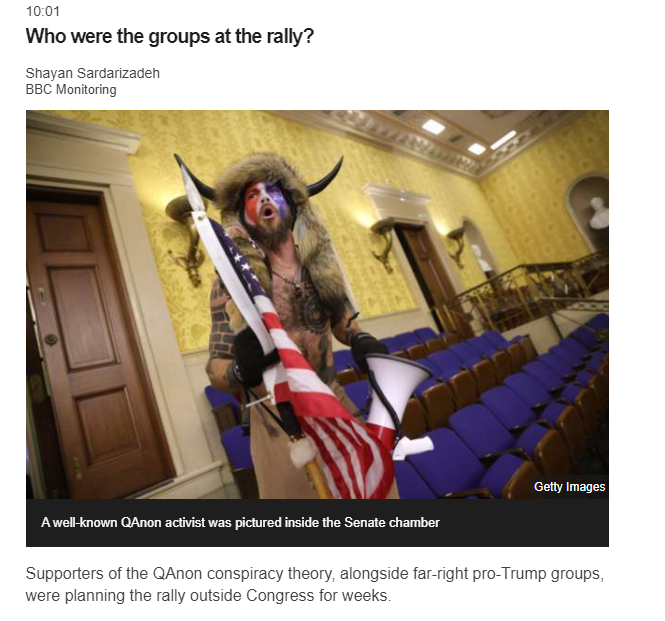 10:01
Who were the groups at the rally?
Shayan Sardarizadeh
BBC Monitoring
Getty Images
A well-known QAnon activist was pictured inside the Senate chamber
Supporters of the QAnon conspiracy theory, alongside far-right pro-Trump groups,
were planning the rally outside Congress for weeks.